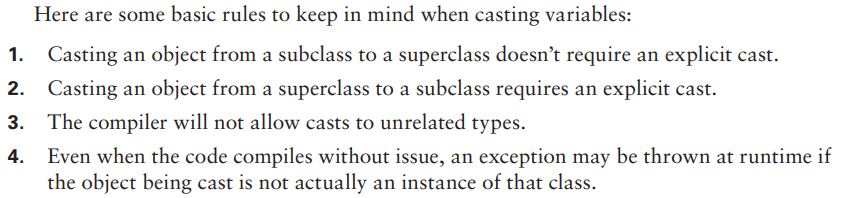 Here are some basic rules to keep in mind when casting variables:
1. Casting an object from a subclass to a superclass doesn’t require an explicit cast.
2. Casting an object from a superclass to a subclass requires an explicit cast.
3. The compiler will not allow casts to unrelated types.
4. Even when the code compiles without issue, an exception may be thrown at runtime if
the object being cast is not actually an instance of that class.